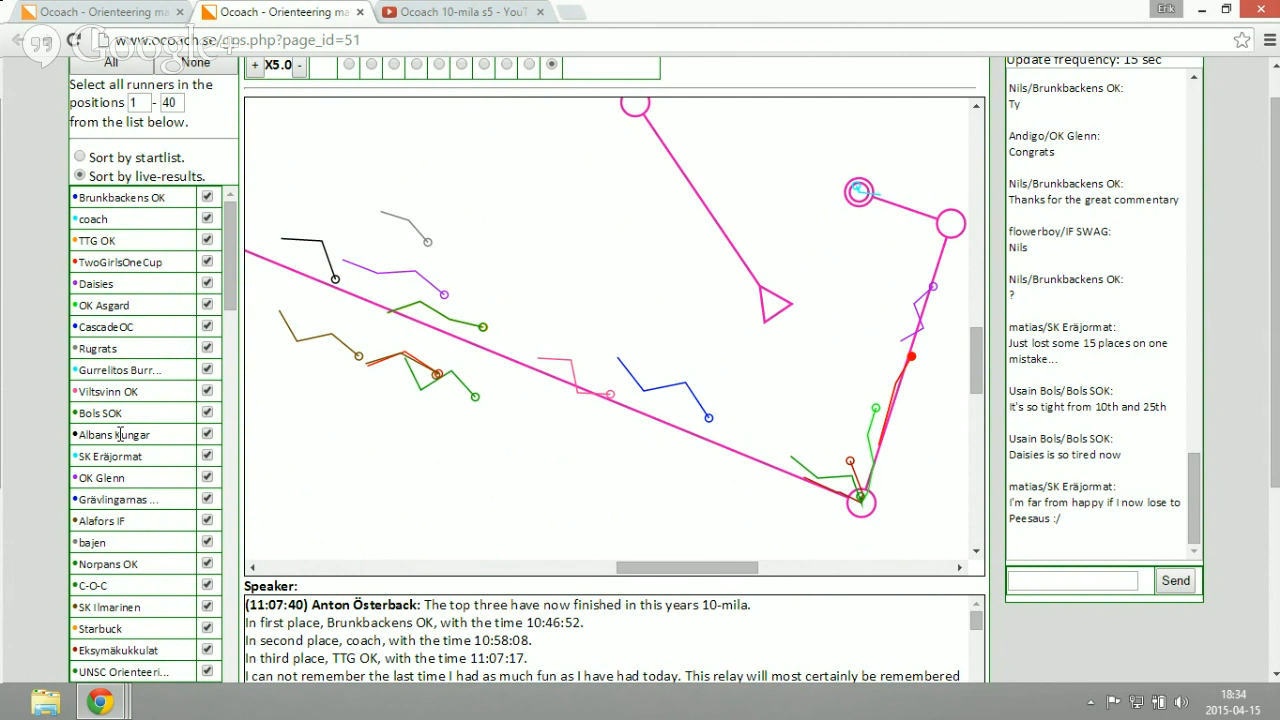 Ocoach - Orienteering ma
Ocoach - Orienteering ma
Ocoach 10-mila s5 - YouT
Erik
Google+
www.ocoach.se/
.php?page_id=51
All
None
Select all runners in the
positions 1 - 40
from the list below.
Sort by startlist.
Sort by live-results.
Brunkbackens OK
coach
TTG OK
TwoGirlsOneCup
Daisies
OK Asgard
CascadeOC
Rugrats
Gurrelitos Burr...
Viltsvinn OK
Bols SOK
Albans kungar
SK Eräjormat
OK Glenn
Grävlingarnas ...
Alafors IF
bajen
Norpans OK
C-O-C
SK Ilmarinen
Starbuck
Eksymäkukkulat
UNSC Orienteeri...
+ X5.0 -
Speaker:
(11:07:40) Anton Österback: The top three have now finished in this years 10-mila.
In first place, Brunkbackens OK, with the time 10:46:52.
In second place, coach, with the time 10:58:08.
In third place, TTG OK, with the time 11:07:17.
I can not remember the last time I had as much fun as I have had today. This relay will most certainly be remembered
Update frequency: 15 sec
Nils/Brunkbackens OK:
Ty
Andigo/OK Glenn:
Congrats
Nils/Brunkbackens OK:
Thanks for the great commentary
flowerboy/IF SWAG:
Nils
Nils/Brunkbackens OK:
?
matias/SK Eräjormat:
Just lost some 15 places on one
mistake...
Usain Bols/Bols SOK:
It's so tight from 10th and 25th
Usain Bols/Bols SOK:
Daisies is so tired now
matias/SK Eräjormat:
I'm far from happy if I now lose to
Peesaus :/
Send
18:34
2015-04-15